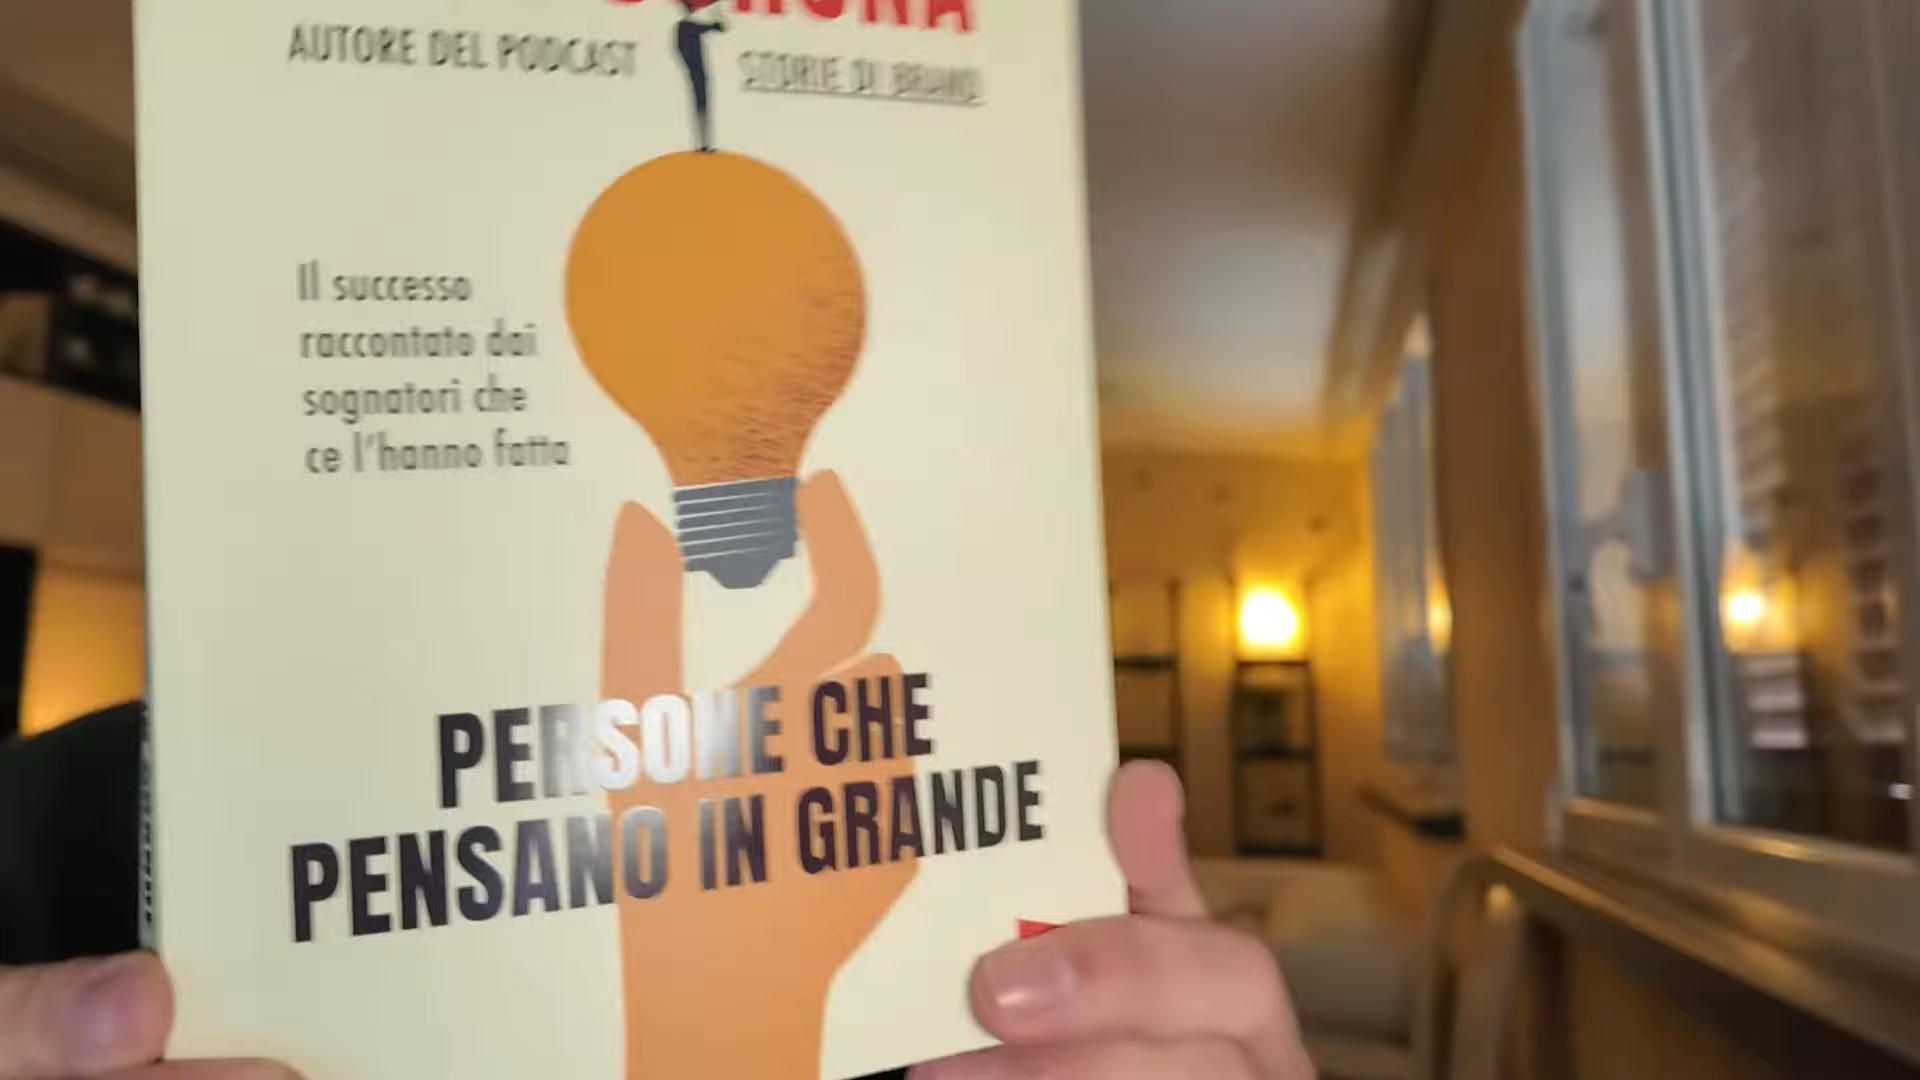 AUTORE DEL PODCAST STORIE DI BRAND
Il successo
raccontato dai
sognatori che
ce l'hanno fatta
PERSONE CHE
PENSANO IN GRANDE